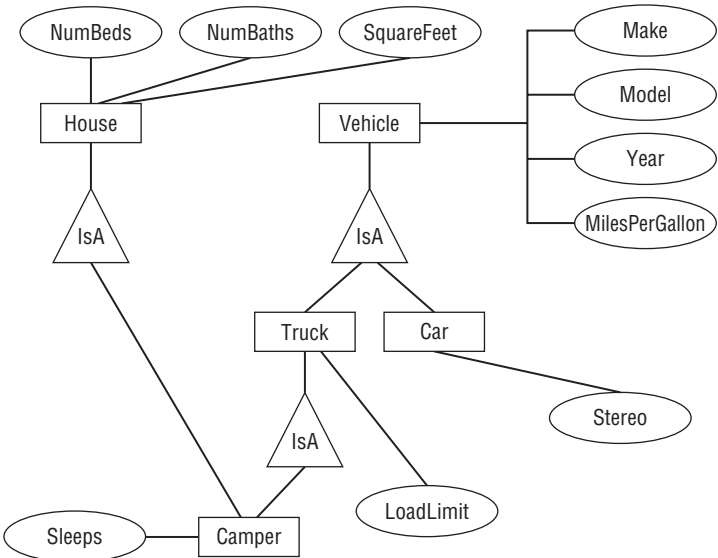 NumBeds
NumBaths
SquareFeet
Make
Model
House
Vehicle
Year
MilesPerGallon
IsA
IsA
Truck
Car
Stereo
IsA
LoadLimit
Sleeps
Camper